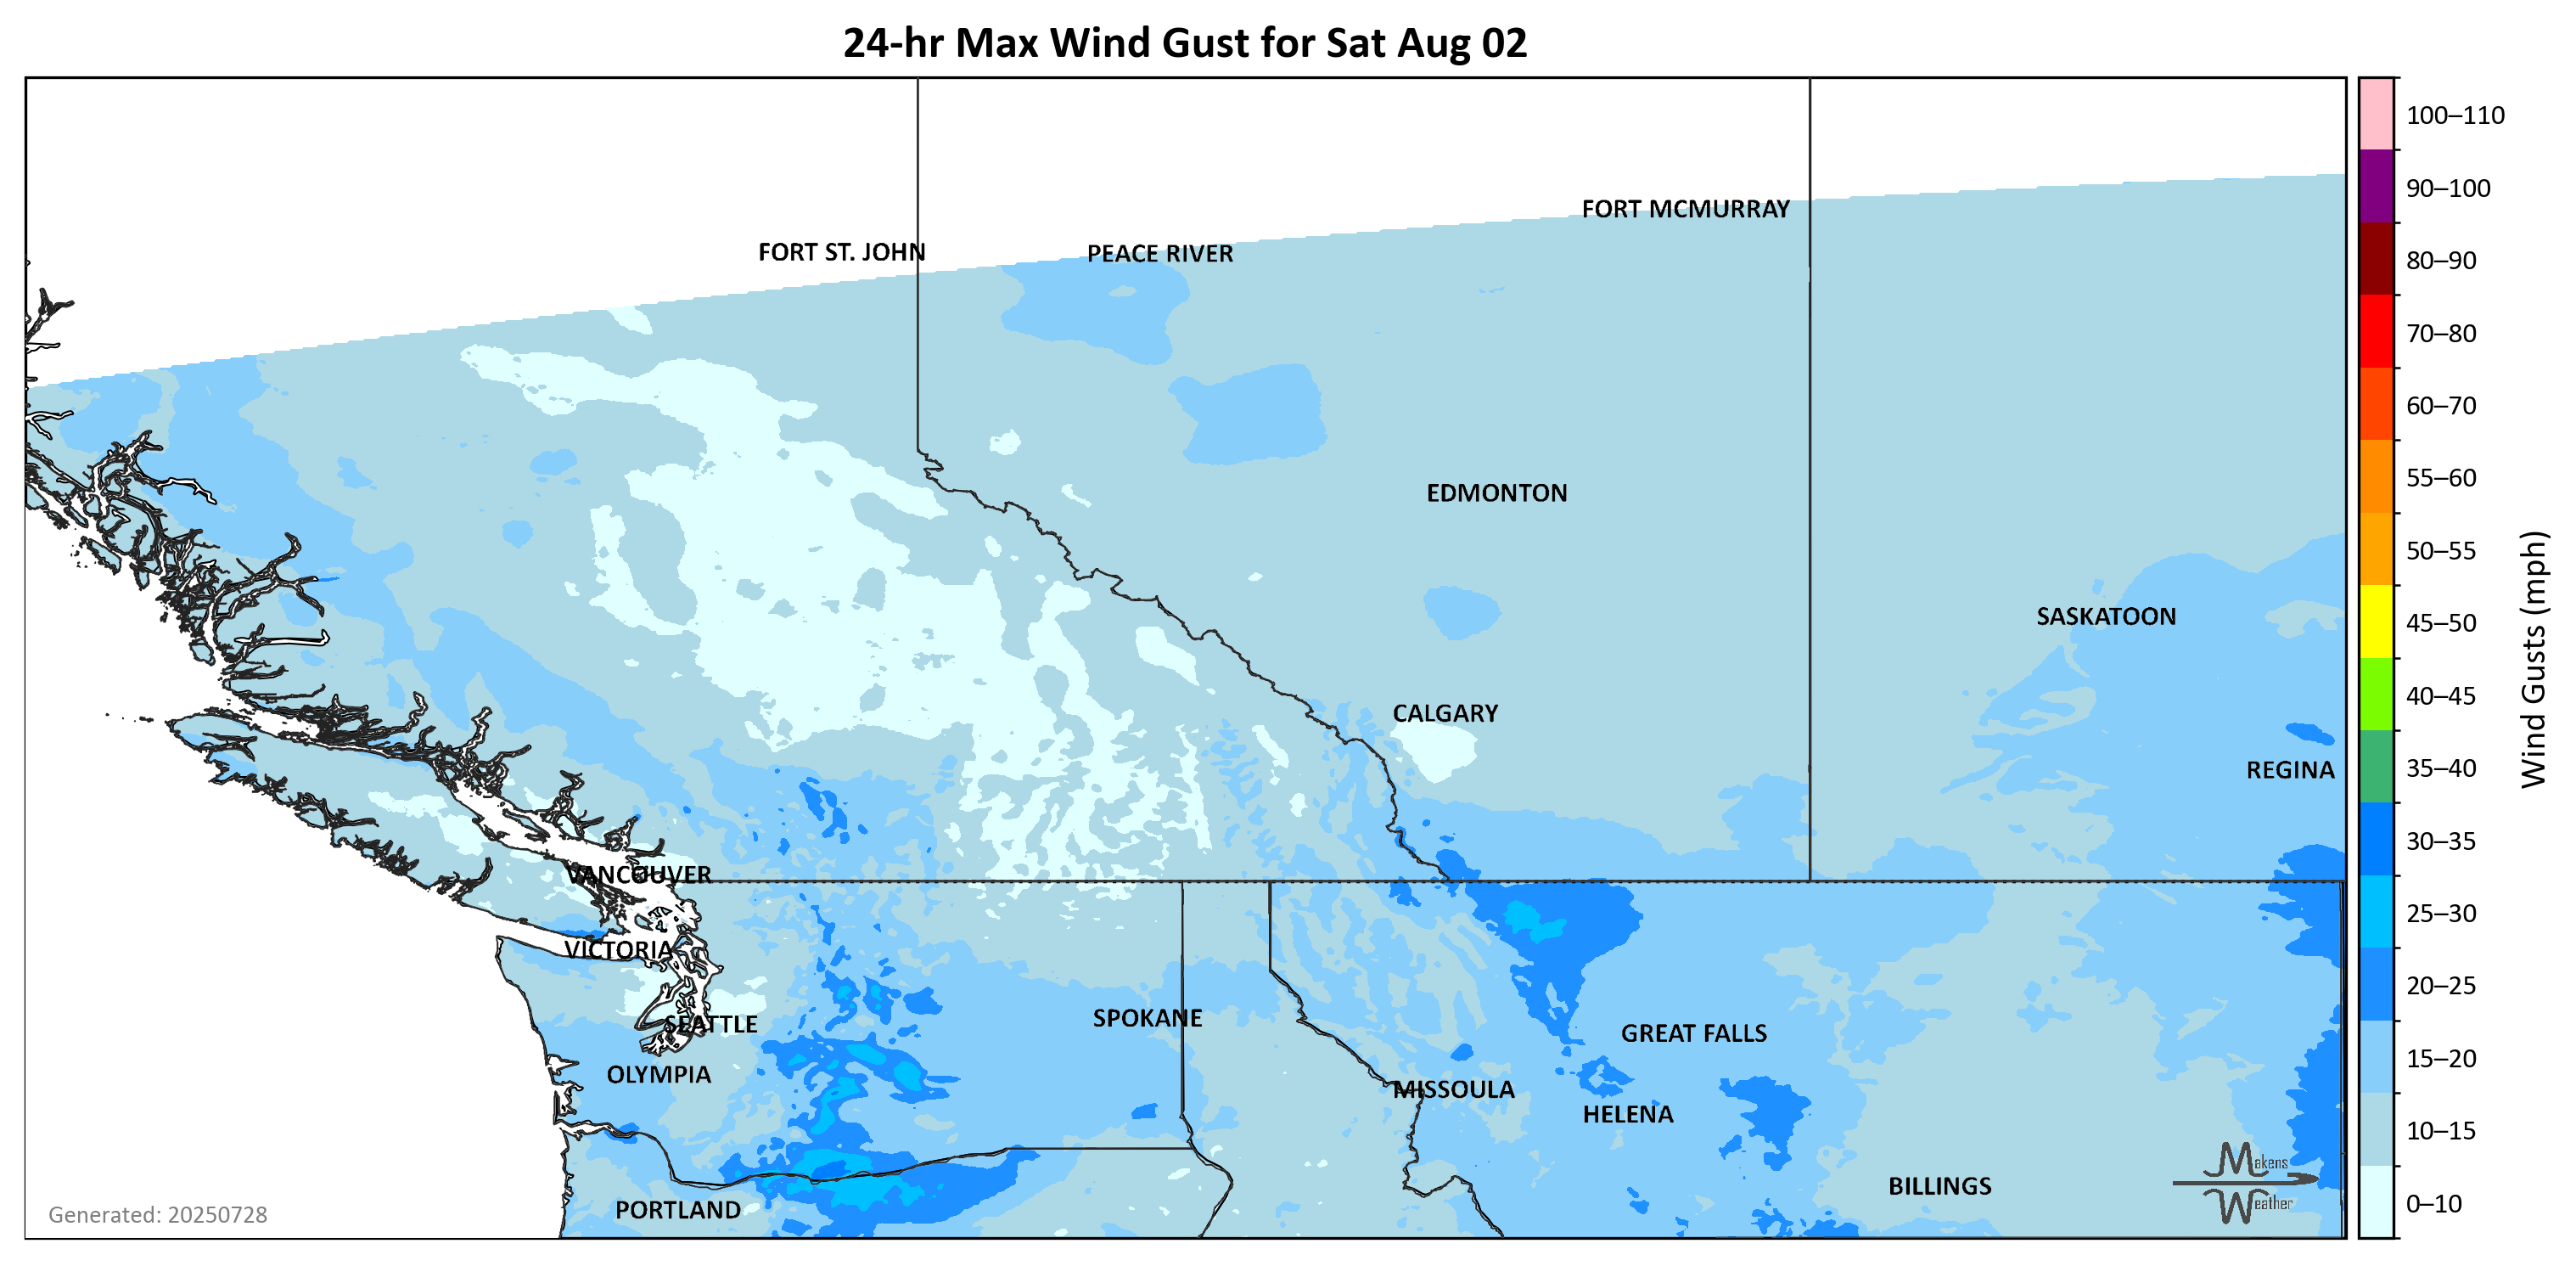 24-hr Max Wind Gust for Sat Aug 02
FORT MCMURRAY
FORT ST. JOHN
PEACE RIVER
EDMONTON
SASKATOON
CALGARY
REGINA
VANCOUVER
VICTORIA
SPOKANE
SEATTLE
GREAT FALLS
OLYMPIA
MISSOULA
HELENA
BILLINGS
PORTLAND
Makens
Weather
Generated: 20250728
100–110
90–100
80–90
70–80
60–70
55–60
50–55
45–50
40–45
35–40
30–35
25–30
20–25
15–20
10–15
0–10
Wind Gusts (mph)